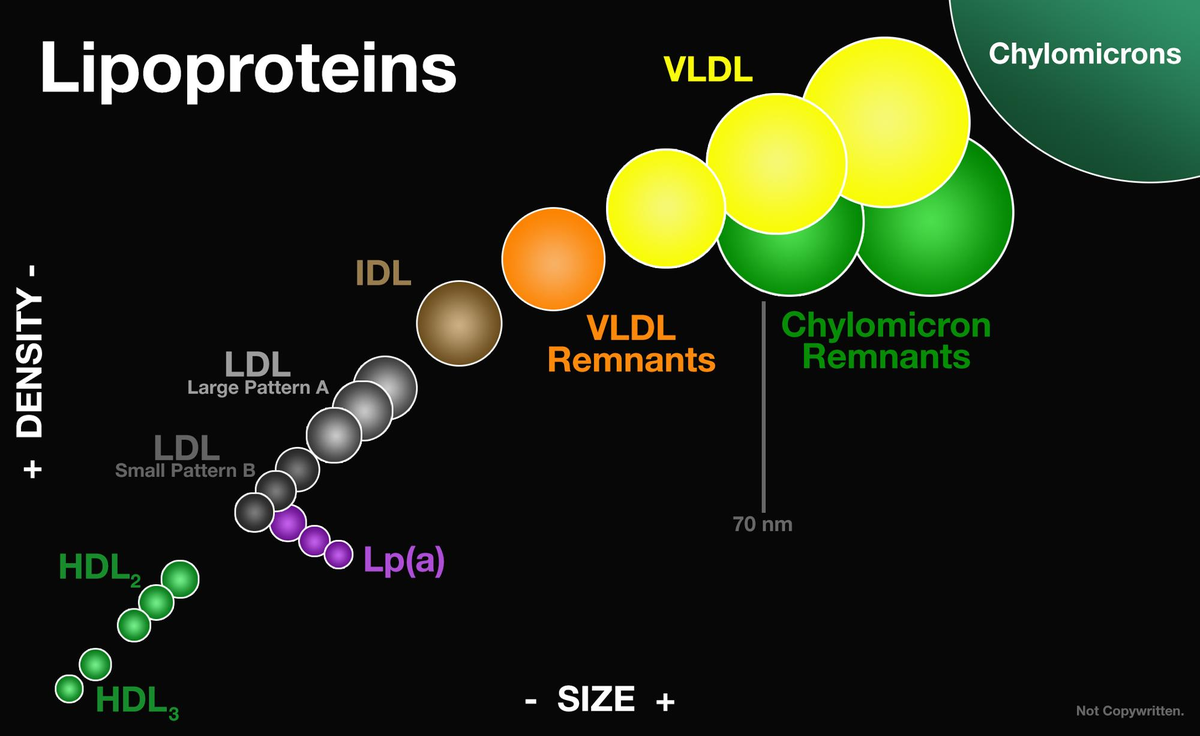 Lipoproteins
VLDL
Chylomicrons
IDL
VLDL
Remnants
Chylomicron
Remnants
LDL
Large Pattern A
LDL
Small Pattern B
70 nm
Lp(a)
HDL₂
HDL₃
+ DENSITY -
- SIZE +
Not Copywritten.